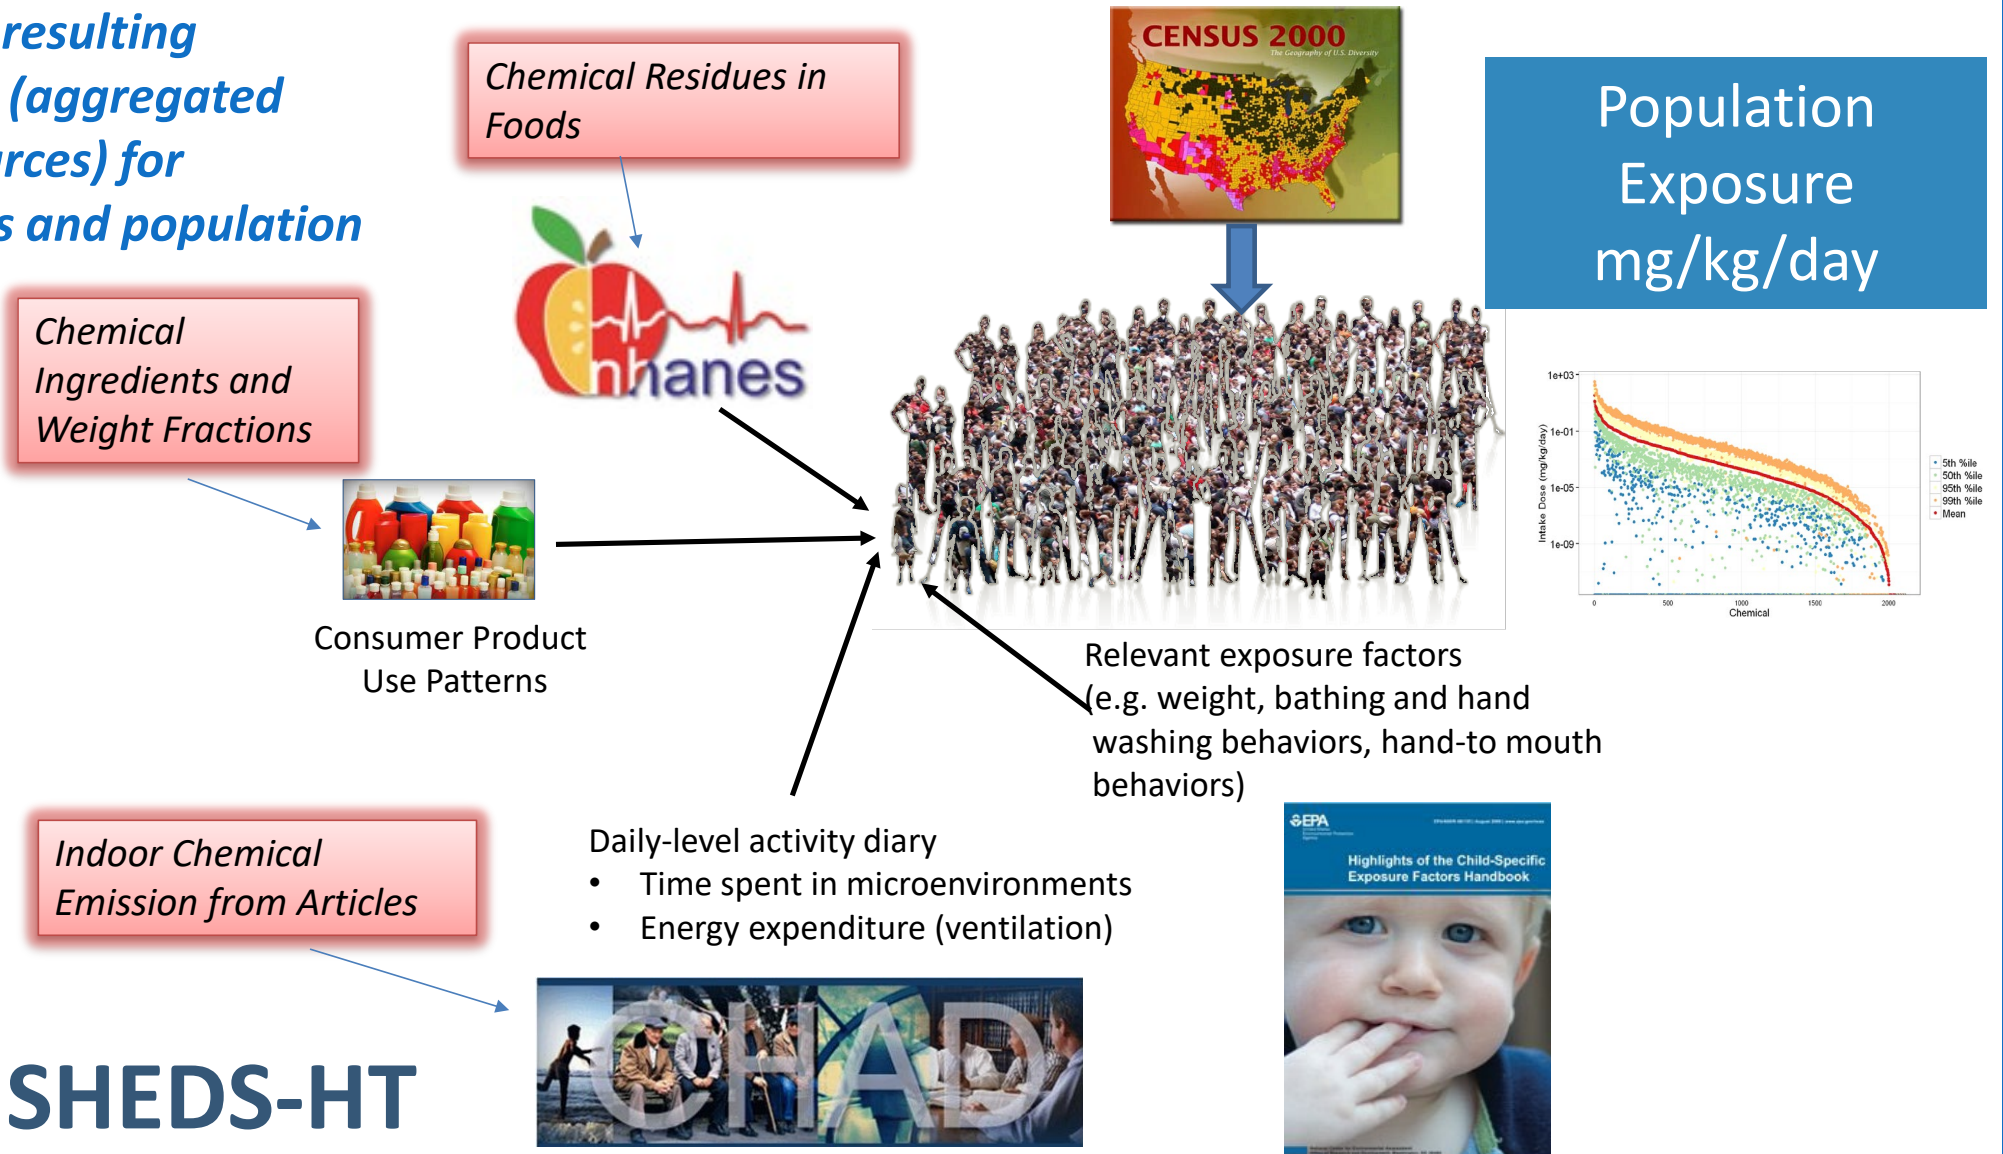 resulting
(aggregated
rces) for
s and population
Chemical Residues in
Foods
CENSUS 2000
The Geography of U.S. Diversity
Population
Exposure
mg/kg/day
nhanes
Chemical
Ingredients and
Weight Fractions
Consumer Product
Use Patterns
1e+03
1e-01
1e-05
1e-09
Intake Dose (mg/kg/day)
0
500
1000
1500
2000
Chemical
5th %ile
50th %ile
95th %ile
99th %ile
Mean
Relevant exposure factors
(e.g. weight, bathing and hand
washing behaviors, hand-to mouth
behaviors)
Indoor Chemical
Emission from Articles
Daily-level activity diary
• Time spent in microenvironments
• Energy expenditure (ventilation)
CHAD
EPA
Highlights of the Child-Specific
Exposure Factors Handbook
SHEDS-HT